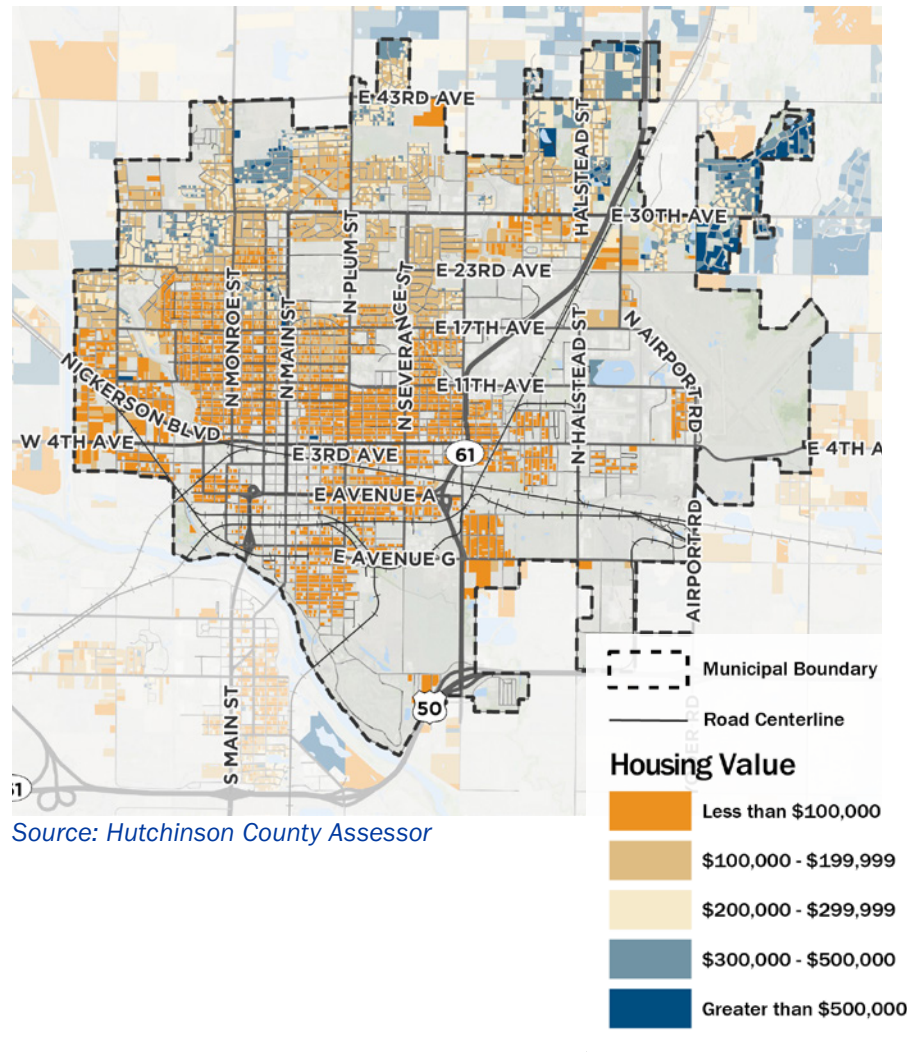 E 43RD AVE
HALSTEAD ST
E 30TH AVE
N PLUM ST
E 23RD AVE
N SEVERANCE ST
N MONROE ST
N MAIN ST
E 17TH AVE
N HALSTEAD ST
N AIRPORT RD
E 11TH AVE
NICKERSON BLVD
W 4TH AVE
E 3RD AVE
61
E 4TH A
E AVENUE A
E AVENUE G
AIRPORT RD
S MAIN ST
50
61
Municipal Boundary
Road Centerline
Housing Value
Less than $100,000
$100,000 - $199,999
$200,000 - $299,999
$300,000 - $500,000
Greater than $500,000
Source: Hutchinson County Assessor